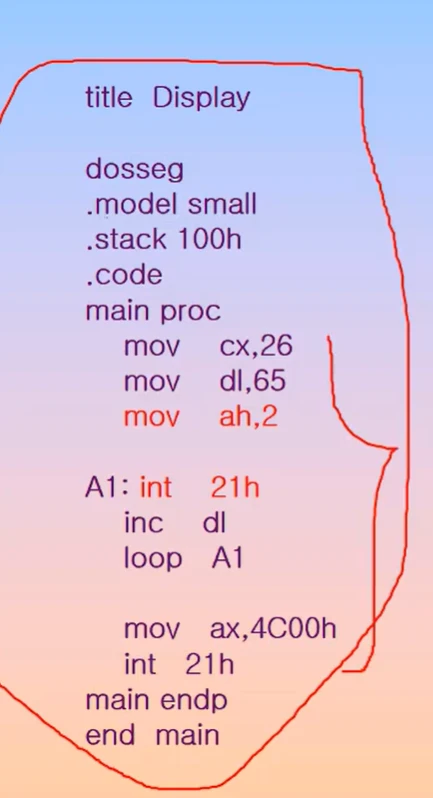 title Display
dosseg
.model small
.stack 100h
.code
main proc
mov cx,26
mov dl,65
mov ah,2
A1: int 21h
inc dl
loop A1
mov ax,4C00h
int 21h
main endp
end main